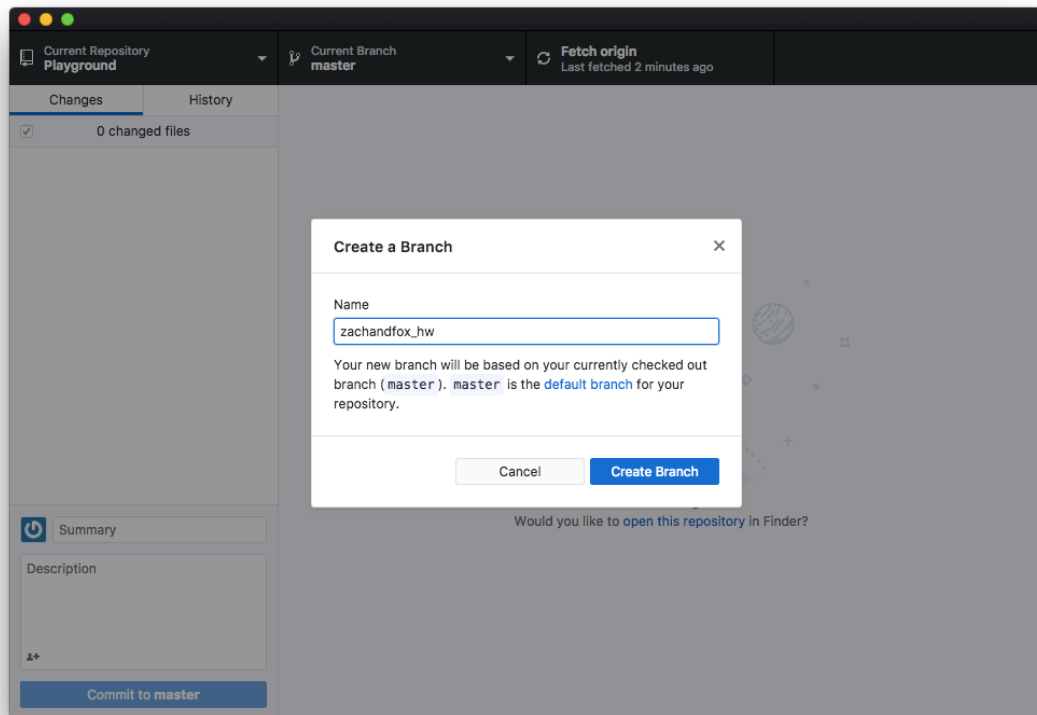 Current Repository
Playground
Current Branch
master
Fetch origin
Last fetched 2 minutes ago
Changes
History
0 changed files
Create a Branch
Name
zachandfox_hw
Your new branch will be based on your currently checked out
branch (master). master is the default branch for your
repository.
Cancel
Create Branch
Would you like to open this repository in Finder?
Summary
Description
Commit to master